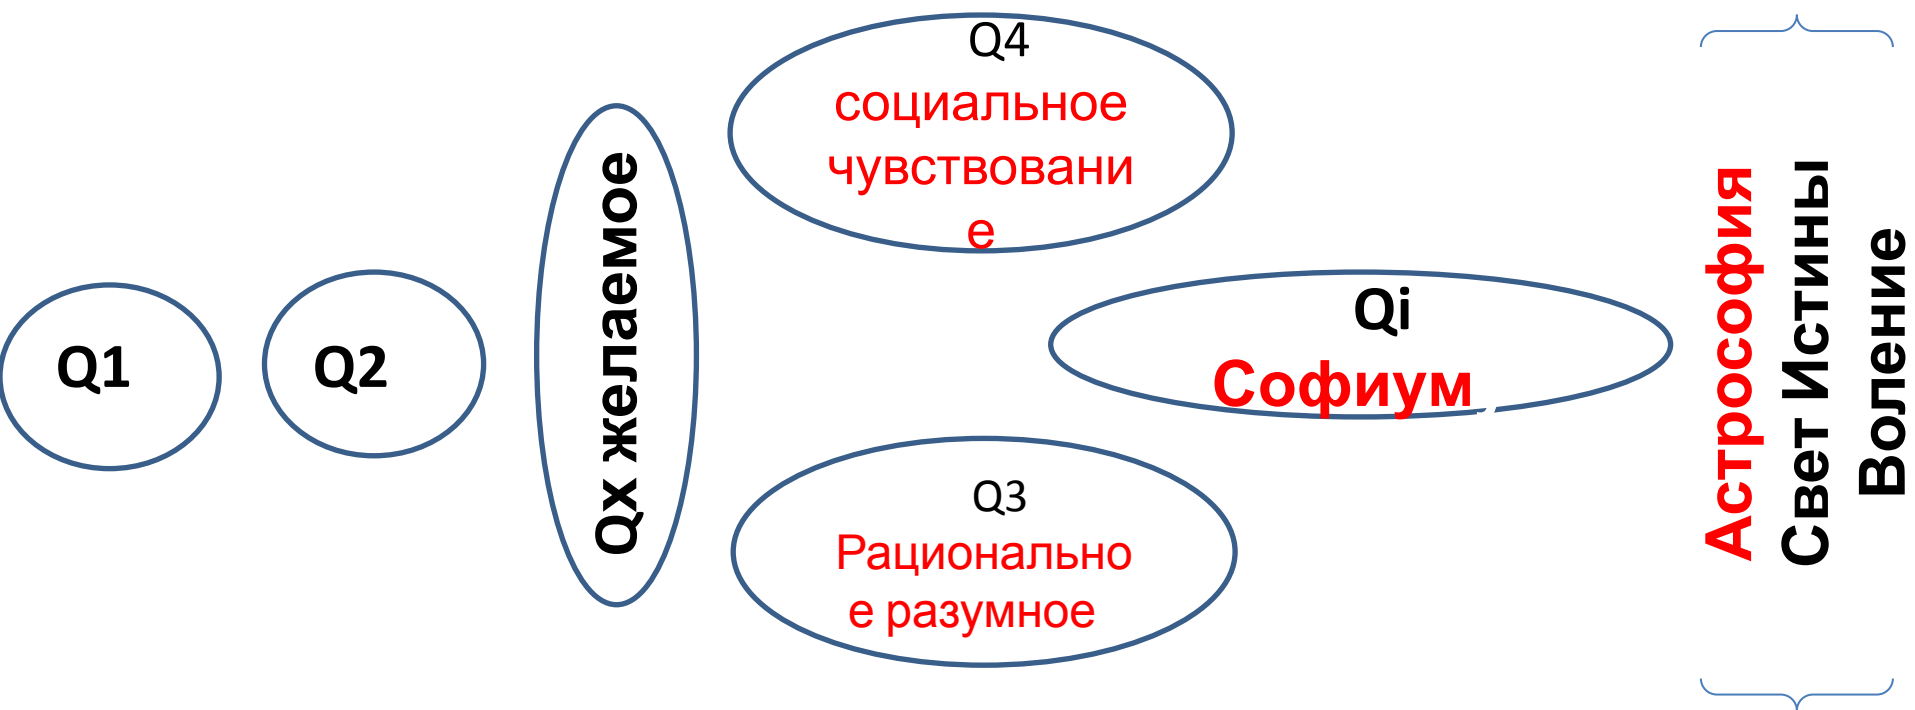 Q1
Q2
Qx желаемое
Q4
социальное
чувствовани
е
Qi
Софиум
Q3
Рационально
е разумное
Астрософия
Свет Истины
Воление